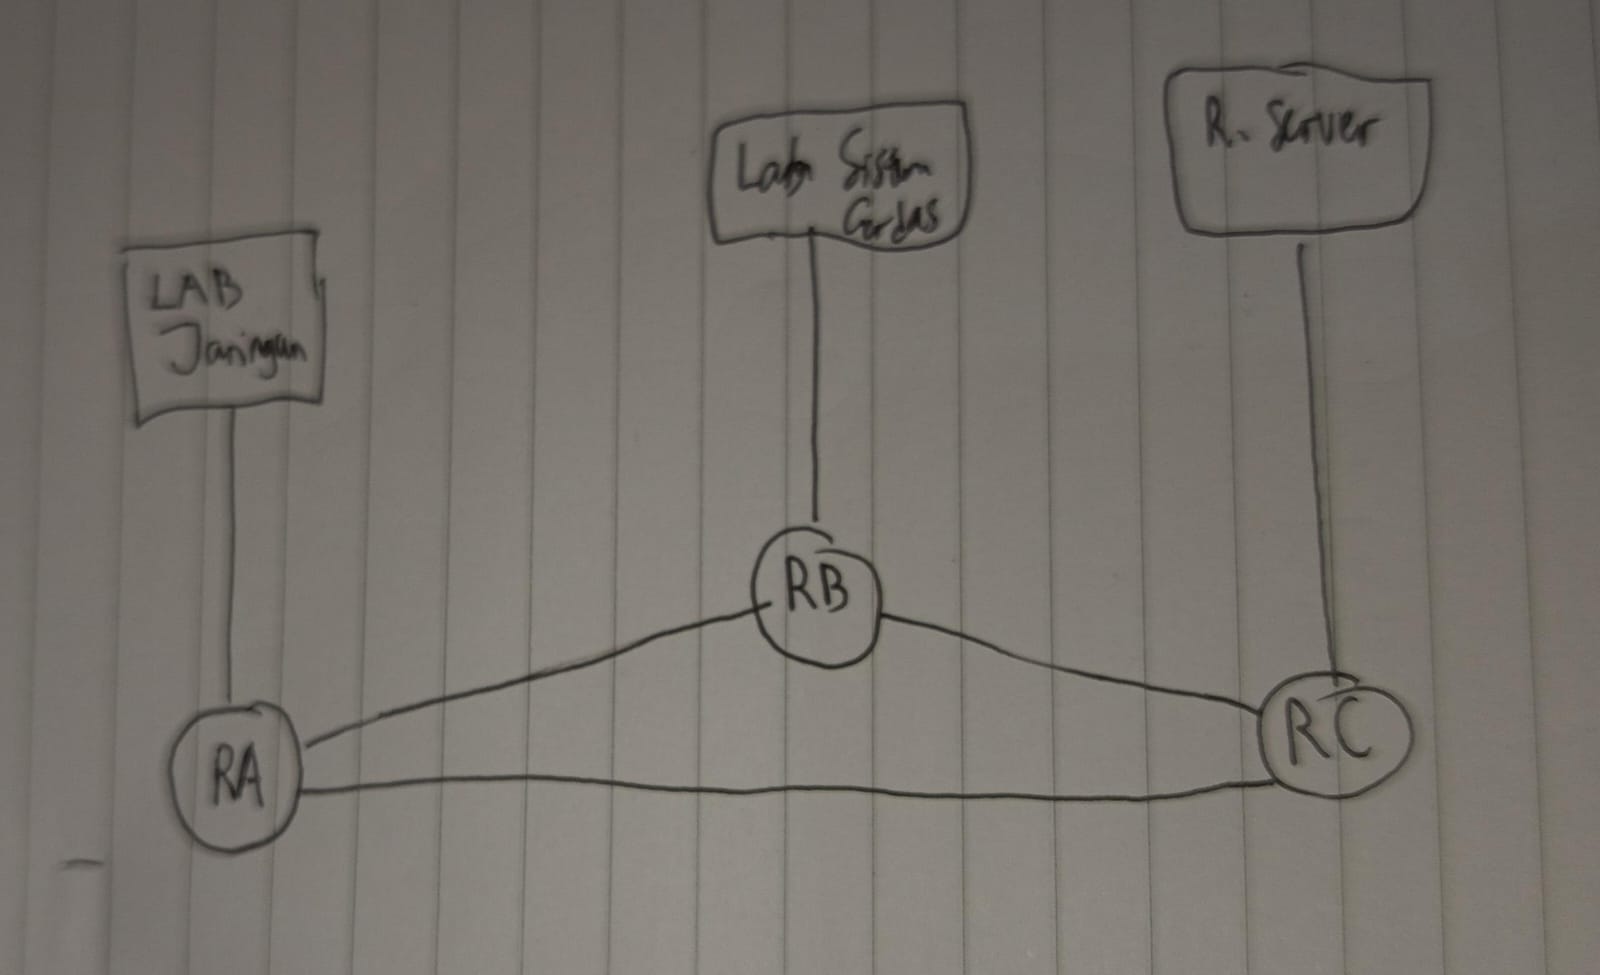 R. Server
Lab Sistem
Cerdas
LAB
Jaringan
RB
RC
RA